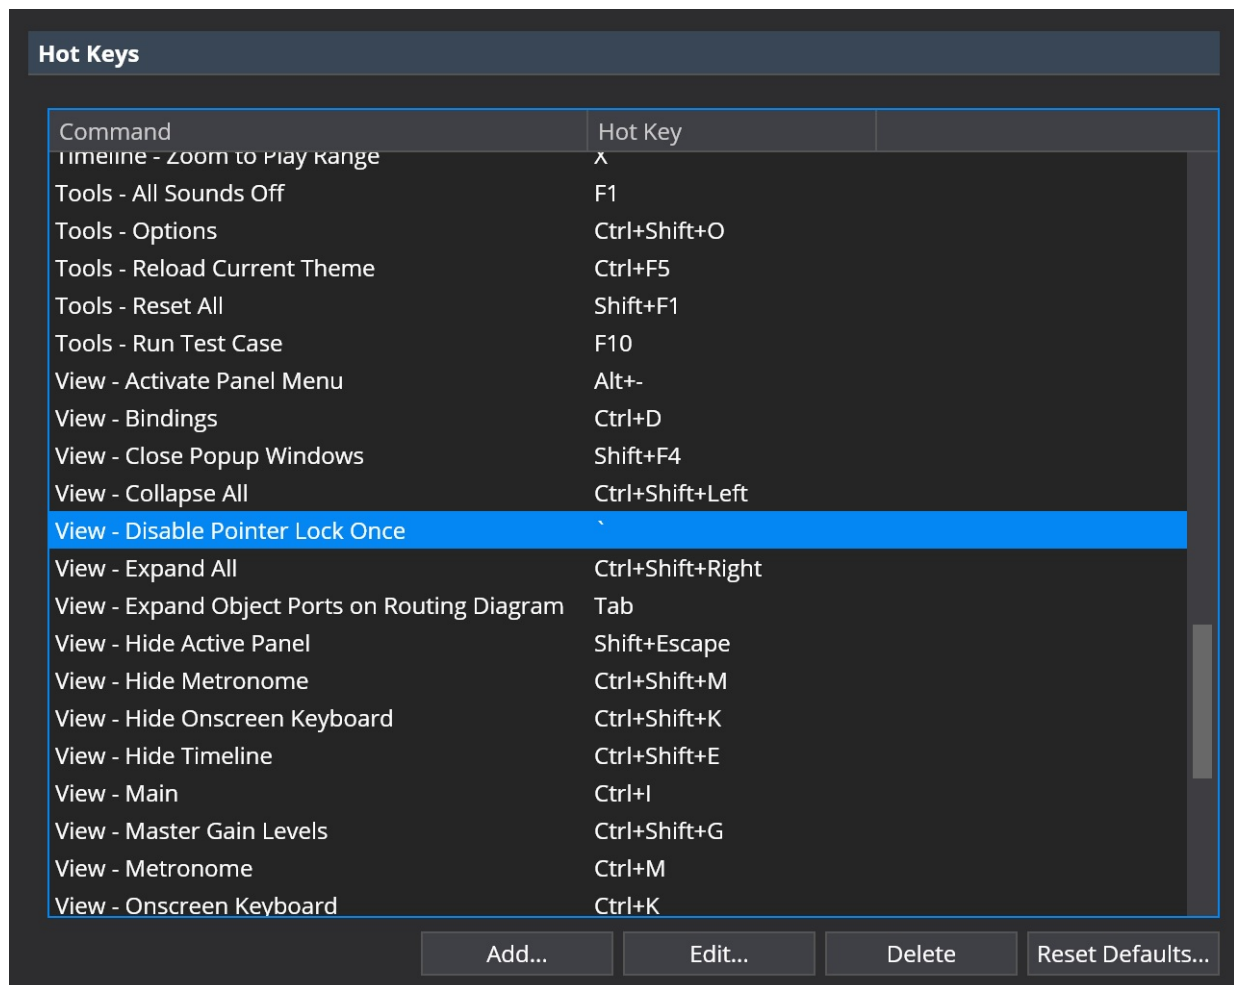 Hot Keys
Command Hot Key
Timeline - Zoom to Play Range X
Tools - All Sounds Off F1
Tools - Options Ctrl+Shift+O
Tools - Reload Current Theme Ctrl+F5
Tools - Reset All Shift+F1
Tools - Run Test Case F10
View - Activate Panel Menu Alt+-
View - Bindings Ctrl+D
View - Close Popup Windows Shift+F4
View - Collapse All Ctrl+Shift+Left
View - Disable Pointer Lock Once `
View - Expand All Ctrl+Shift+Right
View - Expand Object Ports on Routing Diagram Tab
View - Hide Active Panel Shift+Escape
View - Hide Metronome Ctrl+Shift+M
View - Hide Onscreen Keyboard Ctrl+Shift+K
View - Hide Timeline Ctrl+Shift+E
View - Main Ctrl+I
View - Master Gain Levels Ctrl+Shift+G
View - Metronome Ctrl+M
View - Onscreen Keyboard Ctrl+K
Add... Edit... Delete Reset Defaults...